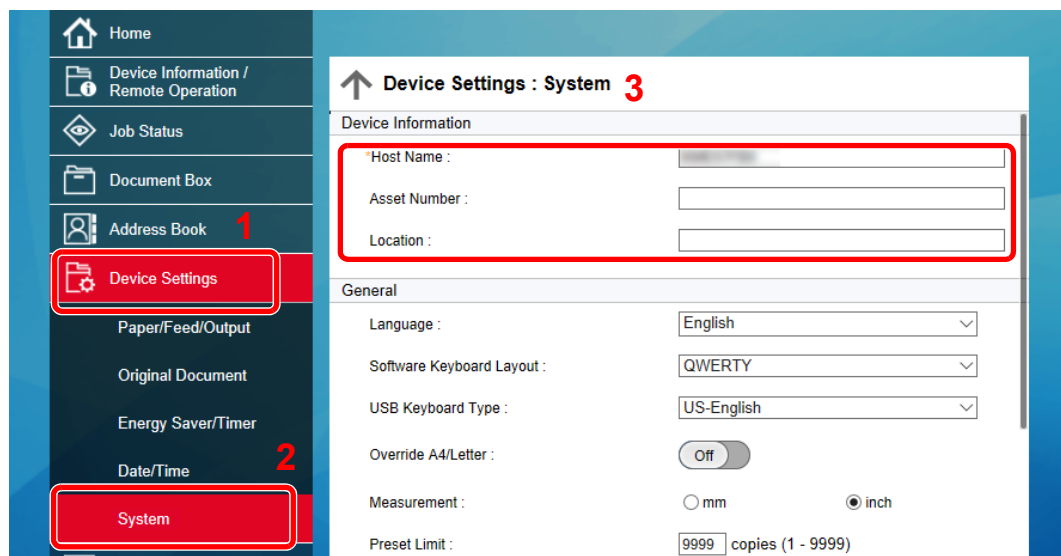 Home
Device Information /
Remote Operation
Job Status
Document Box
Address Book
1
Device Settings
Paper/Feed/Output
Original Document
Energy Saver/Timer
Date/Time
2
System
Device Settings : System
3
Device Information
*Host Name :
Asset Number :
Location :
General
Language : English
Software Keyboard Layout : QWERTY
USB Keyboard Type : US-English
Override A4/Letter : Off
Measurement : mm inch
Preset Limit : 9999 copies (1 - 9999)